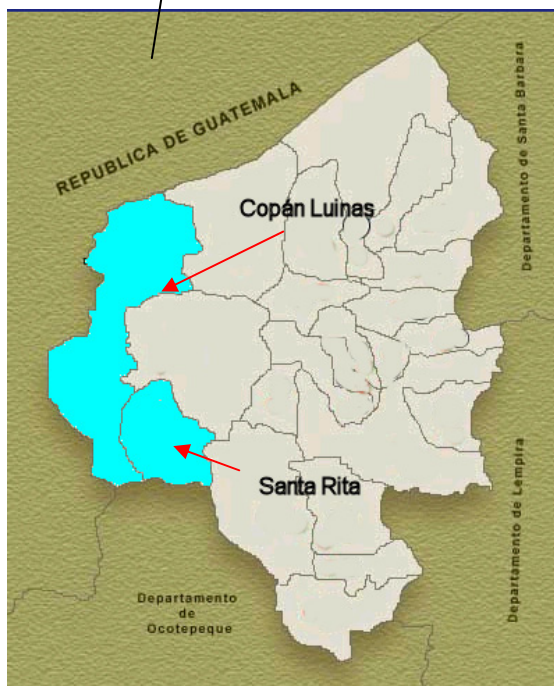 REPUBLICA DE GUATEMALA
Departamento de Santa Barbara
Copán Luinas
Santa Rita
Departamento de Lempira
Departamento
de
Ocotepeque